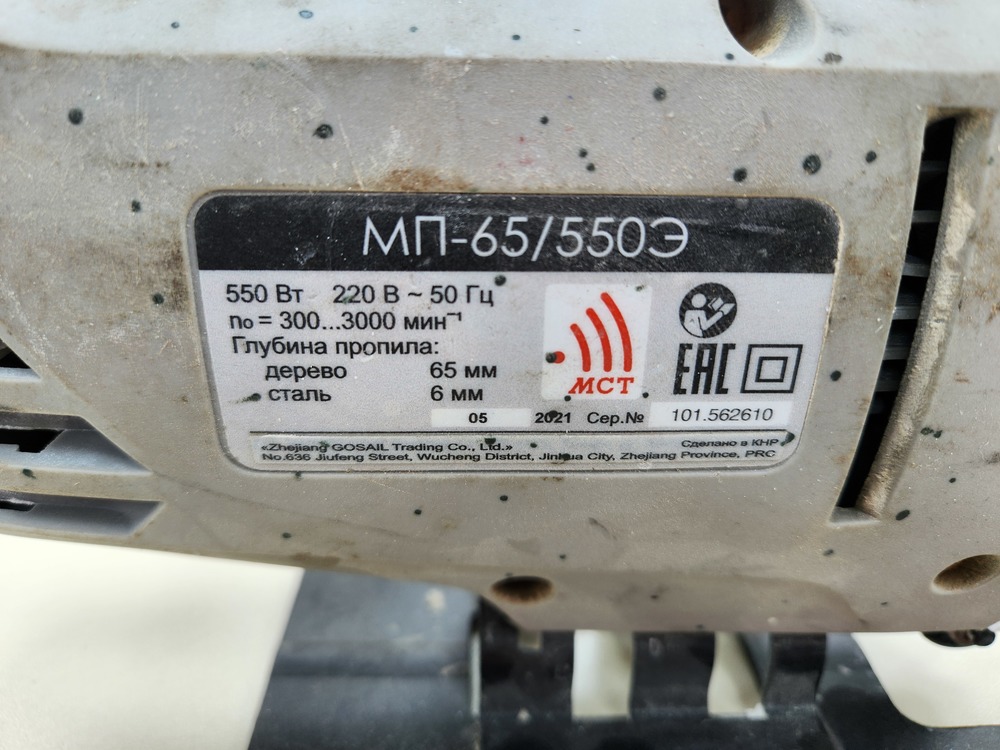 МП-65/550Э
550 Вт 220 В ~ 50 Гц
no = 300...3000 мин⁻¹
Глубина пропила:
дерево 65 мм
сталь 6 мм
МСТ
EAC
05 2021 Сер.№ 101.562610
«Zhejiang GOSAIL Trading Co., Ltd.» Сделано в КНР
No.636 Jiufeng Street, Wucheng District, Jinhua City, Zhejiang Province, PRC